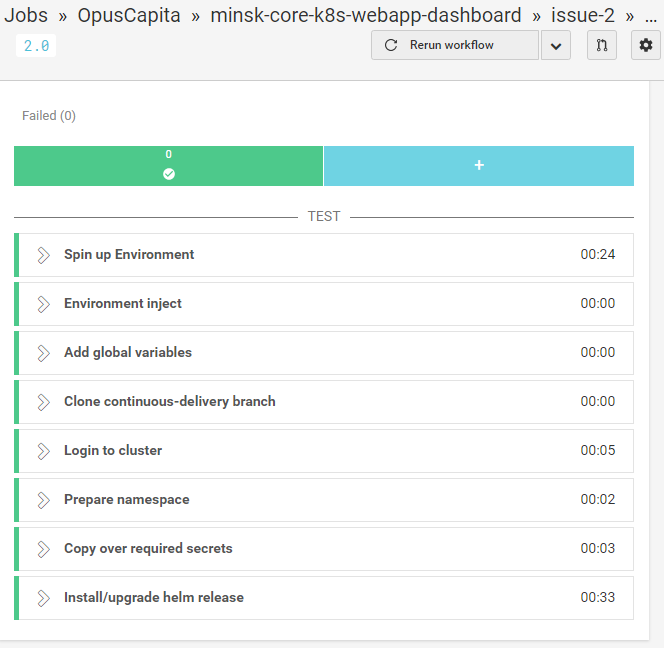 Jobs » OpusCapita » minsk-core-k8s-webapp-dashboard » issue-2 » ...
2.0
Rerun workflow
Failed (0)
0
+
TEST
Spin up Environment 00:24
Environment inject 00:00
Add global variables 00:00
Clone continuous-delivery branch 00:00
Login to cluster 00:05
Prepare namespace 00:02
Copy over required secrets 00:03
Install/upgrade helm release 00:33